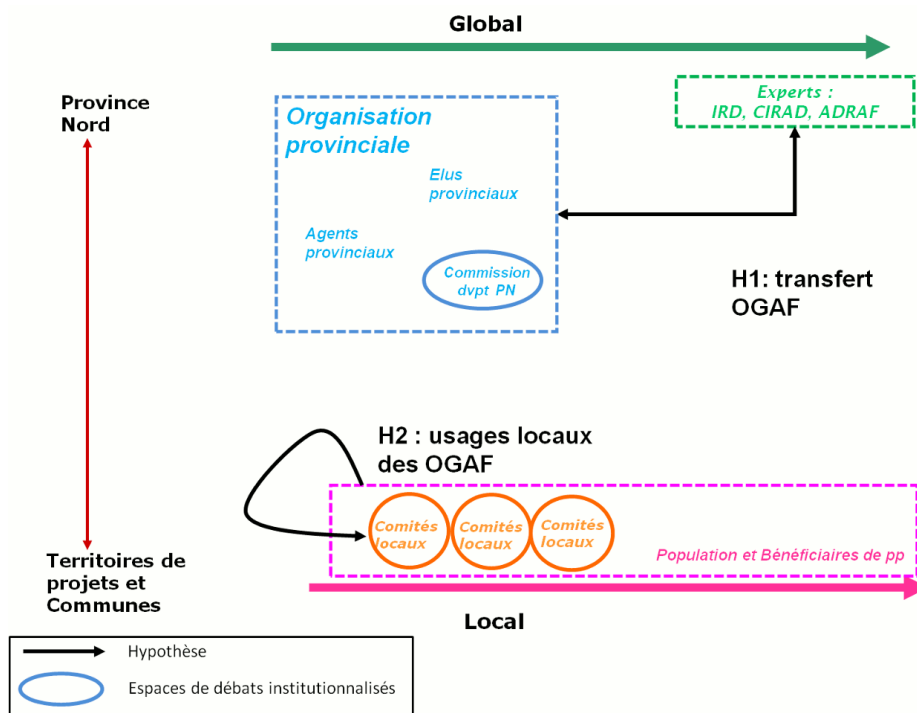 Global
Province
Nord
Experts :
IRD, CIRAD, ADRAF
Organisation
provinciale
Elus
provinciaux
Agents
provinciaux
Commission
dvpt PN
H1: transfert
OGAF
H2 : usages locaux
des OGAF
Comités
locaux
Comités
locaux
Comités
locaux
Population et Bénéficiaires de pp
Territoires de
projets et
Communes
Local
Hypothèse
Espaces de débats institutionnalisés